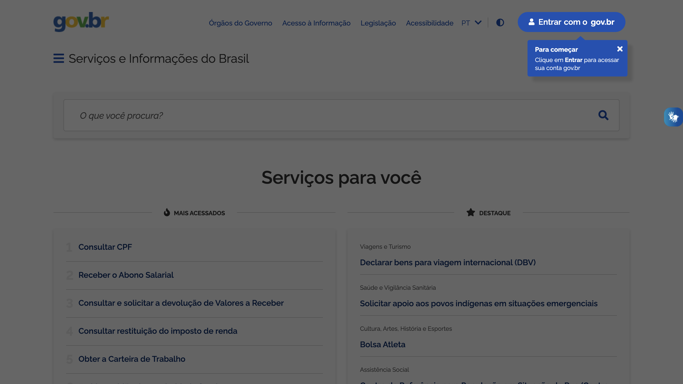 gov.br
Órgãos do Governo Acesso à Informação Legislação Acessibilidade PT
Entrar com o gov.br
Para começar
Clique em Entrar para acessar
sua conta gov.br
Serviços e Informações do Brasil
O que você procura?
Serviços para você
MAIS ACESSADOS
1 Consultar CPF
2 Receber o Abono Salarial
3 Consultar e solicitar a devolução de Valores a Receber
4 Consultar restituição do imposto de renda
5 Obter a Carteira de Trabalho
DESTAQUE
Viagens e Turismo
Declarar bens para viagem internacional (DBV)
Saúde e Vigilância Sanitária
Solicitar apoio aos povos indígenas em situações emergenciais
Cultura, Artes, História e Esportes
Bolsa Atleta
Assistência Social